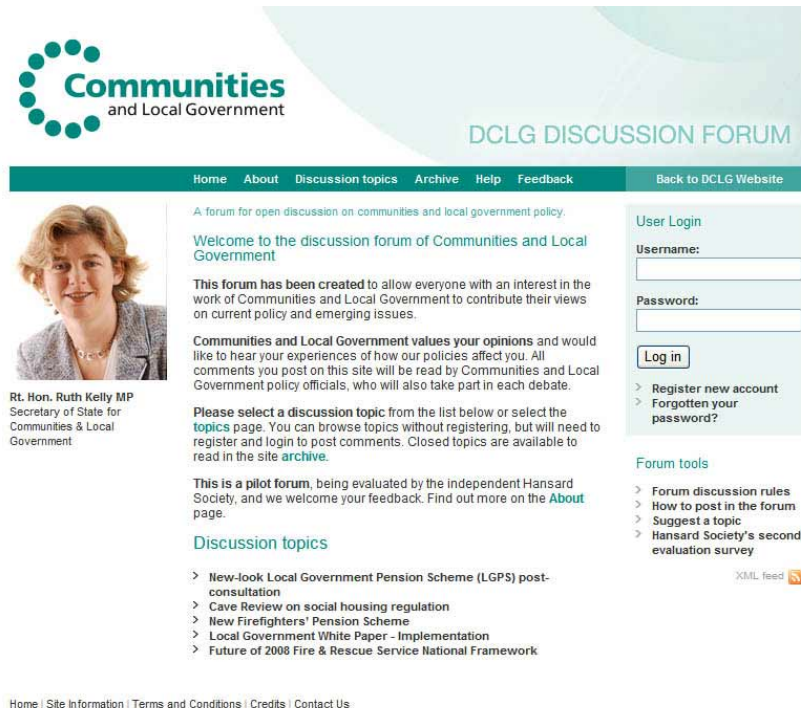 Communities
and Local Government
DCLG DISCUSSION FORUM
Home About Discussion topics Archive Help Feedback Back to DCLG Website
Rt. Hon. Ruth Kelly MP
Secretary of State for
Communities & Local
Government
A forum for open discussion on communities and local government policy.
Welcome to the discussion forum of Communities and Local
Government
This forum has been created to allow everyone with an interest in the
work of Communities and Local Government to contribute their views
on current policy and emerging issues.
Communities and Local Government values your opinions and would
like to hear your experiences of how our policies affect you. All
comments you post on this site will be read by Communities and Local
Government policy officials, who will also take part in each debate.
Please select a discussion topic from the list below or select the
topics page. You can browse topics without registering, but will need to
register and login to post comments. Closed topics are available to
read in the site archive.
This is a pilot forum, being evaluated by the independent Hansard
Society, and we welcome your feedback. Find out more on the About
page.
Discussion topics
> New-look Local Government Pension Scheme (LGPS) post-
consultation
> Cave Review on social housing regulation
> New Firefighters' Pension Scheme
> Local Government White Paper - Implementation
> Future of 2008 Fire & Rescue Service National Framework
User Login
Username:
Password:
Log in
> Register new account
> Forgotten your
password?
Forum tools
> Forum discussion rules
> How to post in the forum
> Suggest a topic
> Hansard Society's second
evaluation survey
XML feed
Home | Site Information | Terms and Conditions | Credits | Contact Us